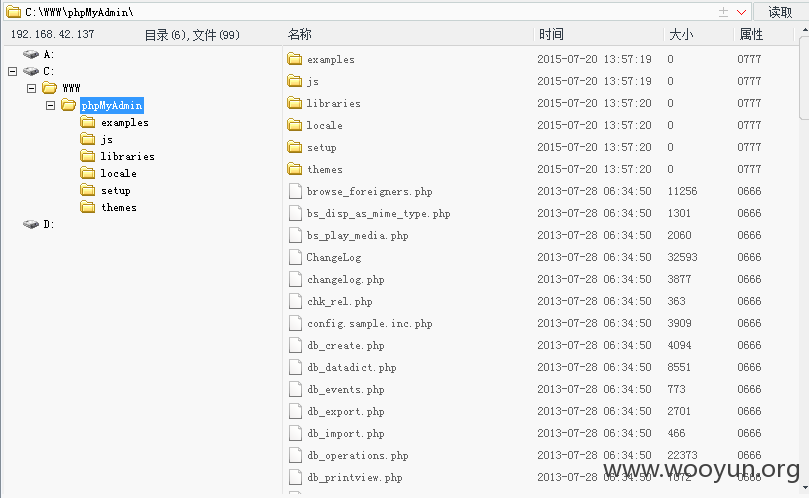 C:\WWW\phpMyAdmin\ 读取
192.168.42.137 目录(6),文件(99) 名称 时间 大小 属性
A:
C:
WWW
phpMyAdmin
examples
js
libraries
locale
setup
themes
D:
examples 2015-07-20 13:57:19 0 0777
js 2015-07-20 13:57:19 0 0777
libraries 2015-07-20 13:57:20 0 0777
locale 2015-07-20 13:57:20 0 0777
setup 2015-07-20 13:57:20 0 0777
themes 2015-07-20 13:57:20 0 0777
browse_foreigners.php 2013-07-28 06:34:50 11256 0666
bs_disp_as_mime_type.php 2013-07-28 06:34:50 1301 0666
bs_play_media.php 2013-07-28 06:34:50 2060 0666
ChangeLog 2013-07-28 06:34:50 32593 0666
changelog.php 2013-07-28 06:34:50 3877 0666
chk_rel.php 2013-07-28 06:34:50 363 0666
config.sample.inc.php 2013-07-28 06:34:50 3909 0666
db_create.php 2013-07-28 06:34:50 4094 0666
db_datadict.php 2013-07-28 06:34:50 8551 0666
db_events.php 2013-07-28 06:34:50 773 0666
db_export.php 2013-07-28 06:34:50 2701 0666
db_import.php 2013-07-28 06:34:50 466 0666
db_operations.php 2013-07-28 06:34:50 22373 0666
db_printview.php 2013-07-28 06:34:50 0666
www.wooyun.org